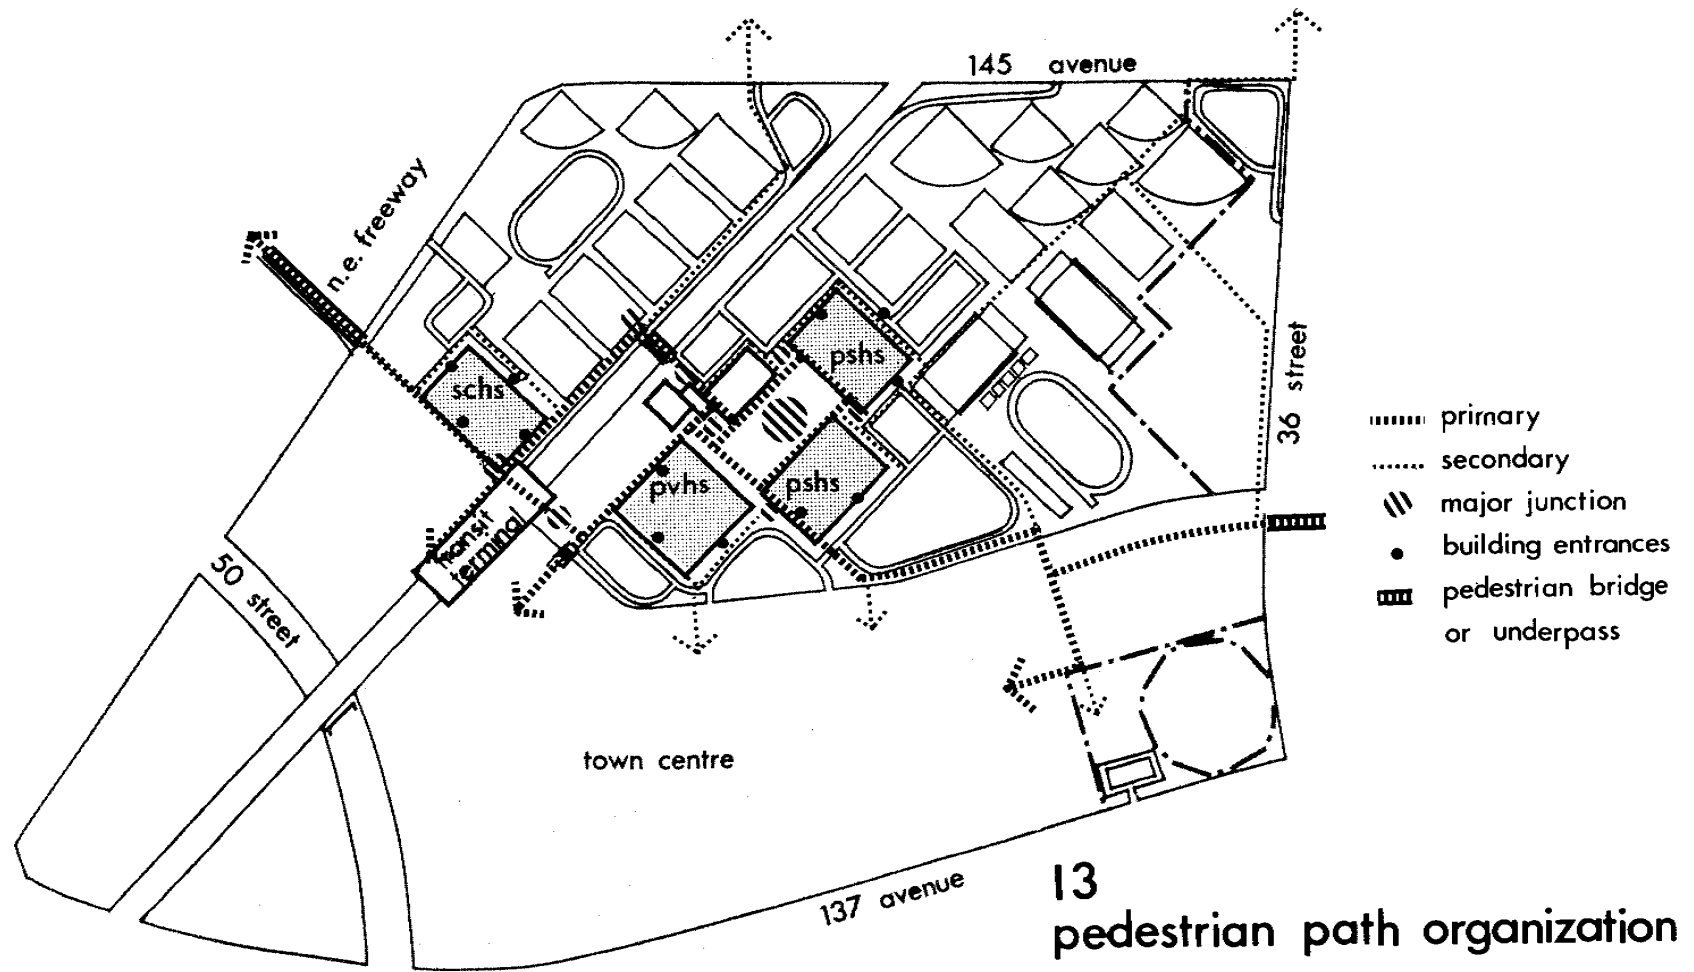 145 avenue
n.e. freeway
36 street
pshs
schs
pvhs
pshs
transit
terminal
50 street
town centre
137 avenue
primary
secondary
major junction
building entrances
pedestrian bridge
or underpass
13
pedestrian path organization